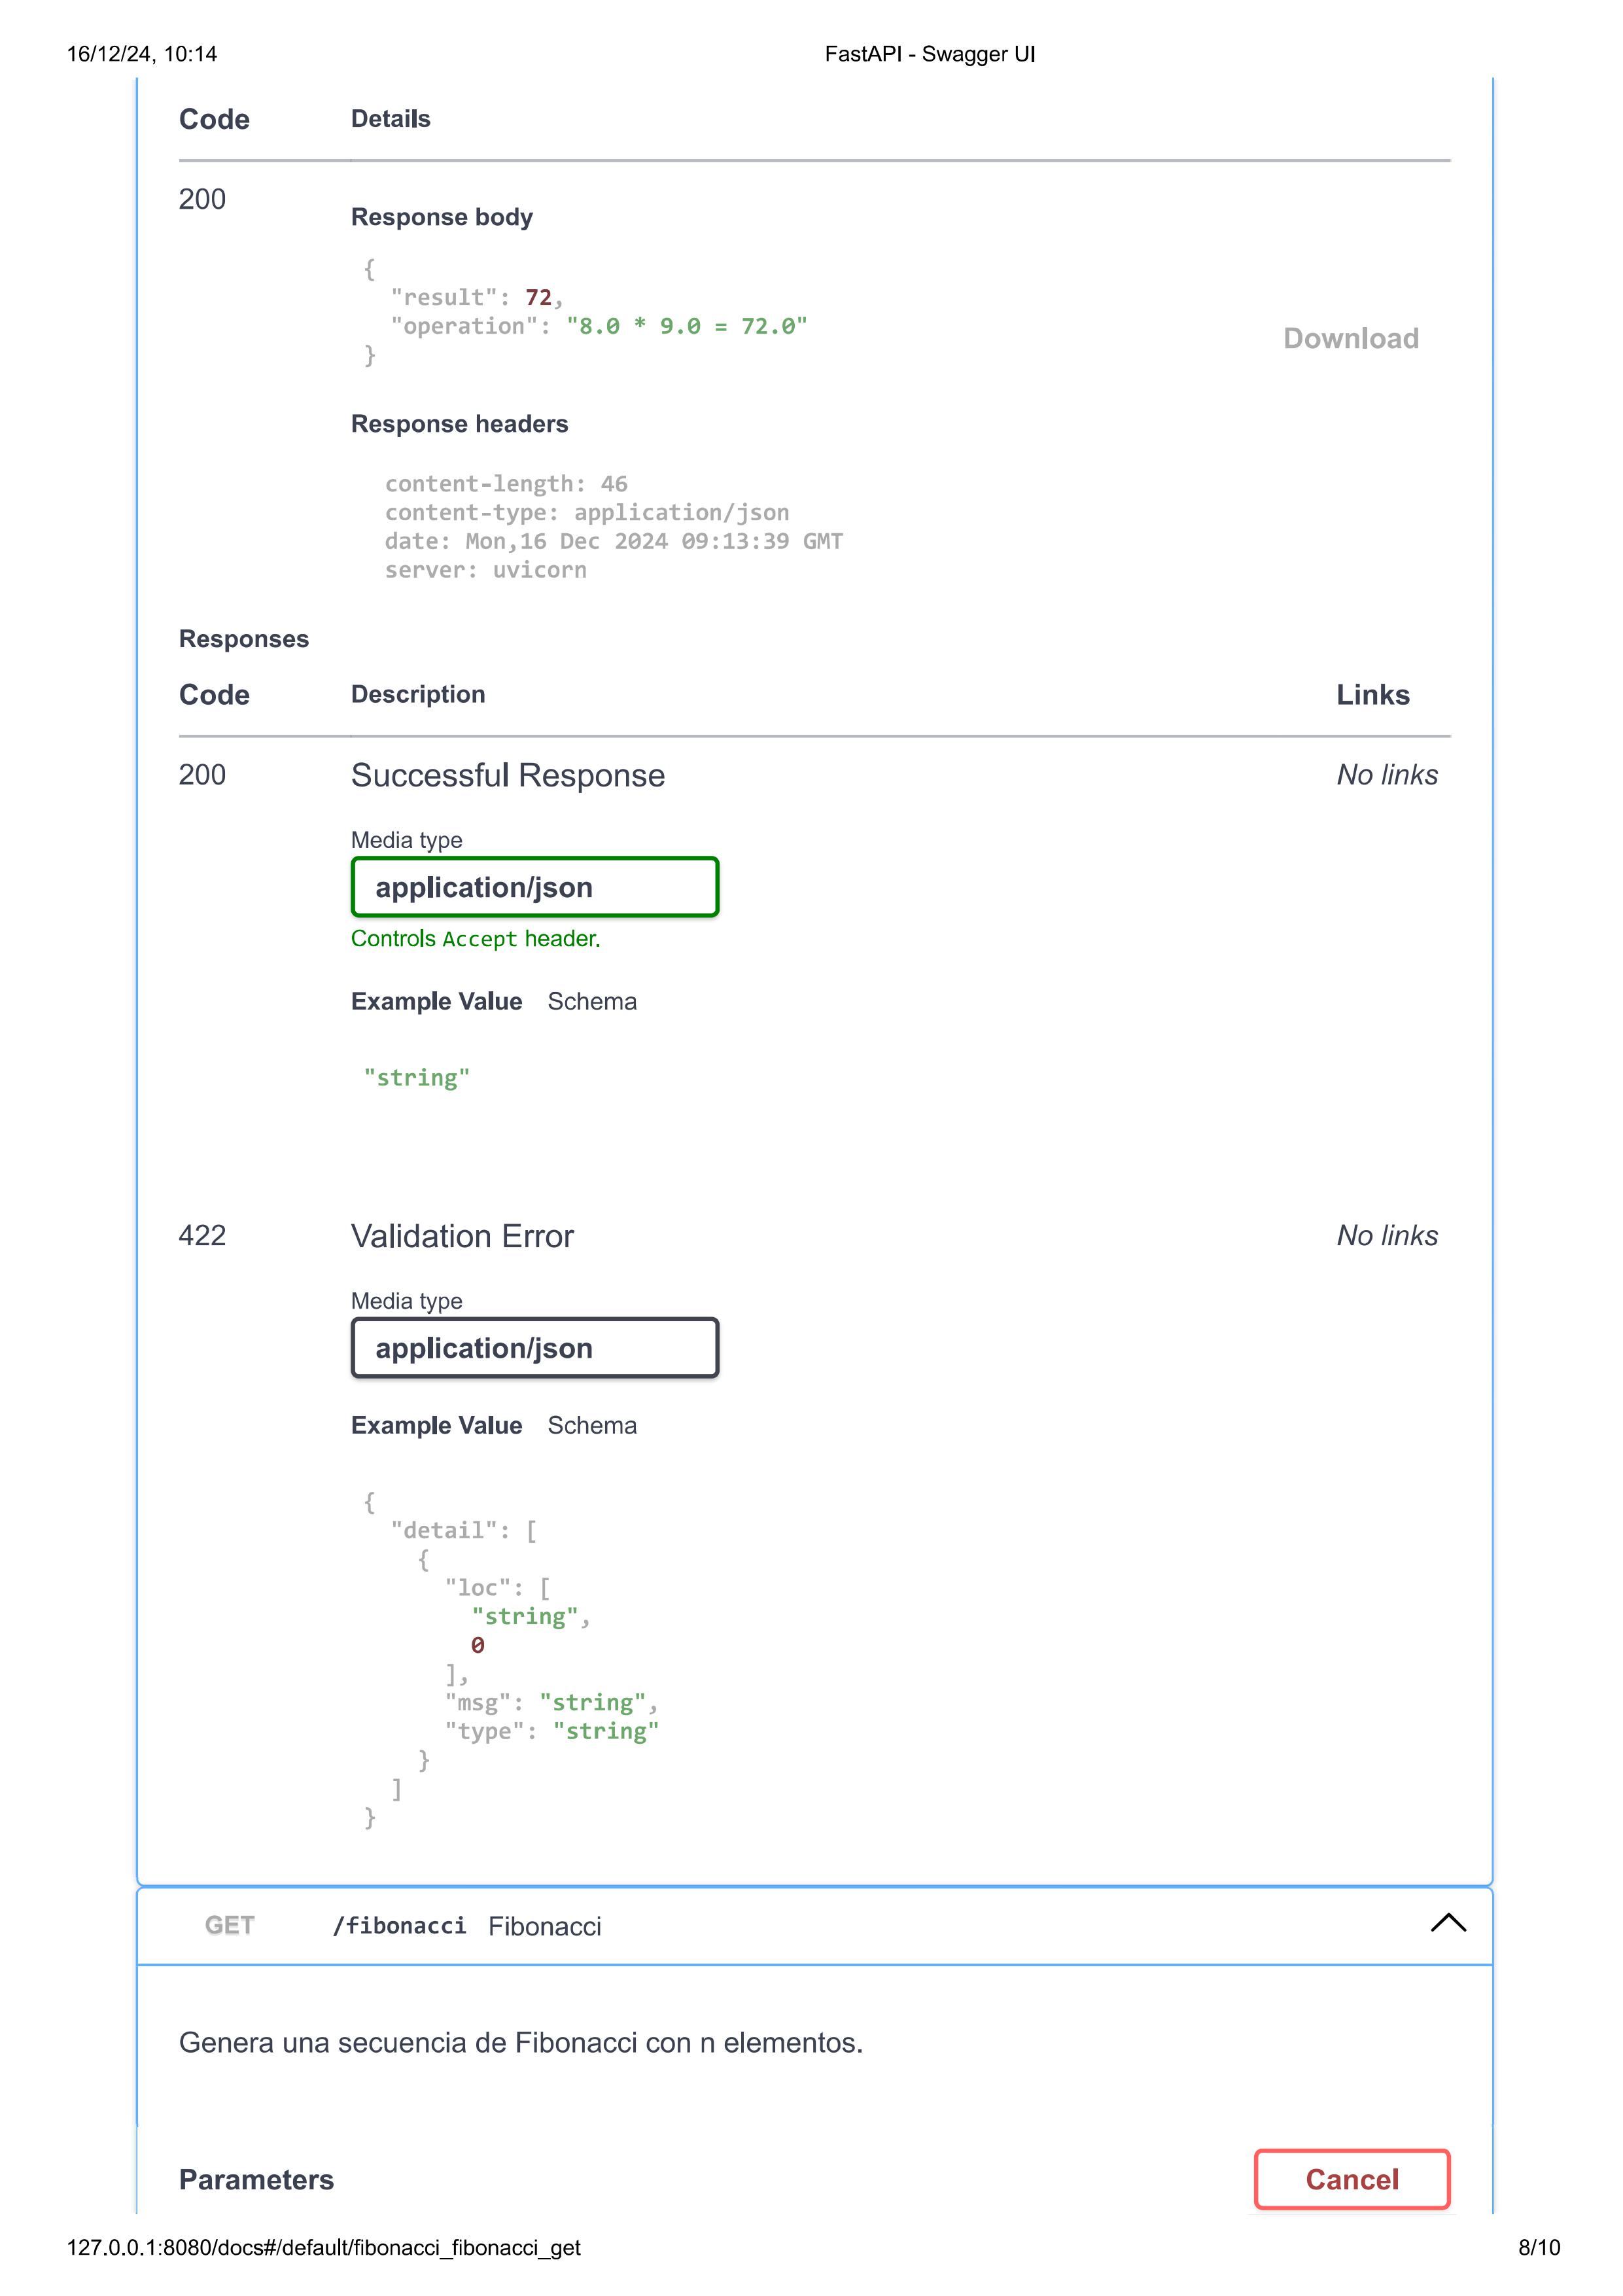 16/12/24, 10:14 FastAPI - Swagger UI
Code Details
200
Response body
{
  "result": 72,
  "operation": "8.0 * 9.0 = 72.0"
}
Download
Response headers
content-length: 46
content-type: application/json
date: Mon,16 Dec 2024 09:13:39 GMT
server: uvicorn
Responses
Code Description Links
200 Successful Response No links
Media type
application/json
Controls Accept header.
Example Value Schema
"string"
422 Validation Error No links
Media type
application/json
Example Value Schema
{
  "detail": [
    {
      "loc": [
        "string",
        0
      ],
      "msg": "string",
      "type": "string"
    }
  ]
}
GET /fibonacci Fibonacci
Genera una secuencia de Fibonacci con n elementos.
Parameters Cancel
127.0.0.1:8080/docs#/default/fibonacci_fibonacci_get 8/10